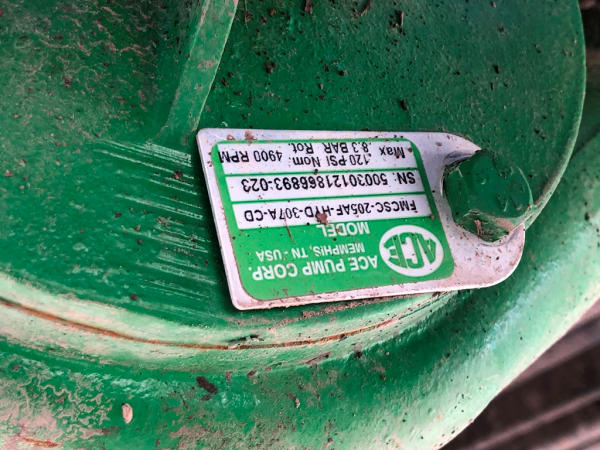 ACE
ACE PUMP CORP.
MEMPHIS, TN - USA
MODEL
FMCSC-205AF-HYD-307A-CD
SN: 50030121866893-023
Max 120 PSI Nom. 4900 RPM
8.3 BAR Rot.